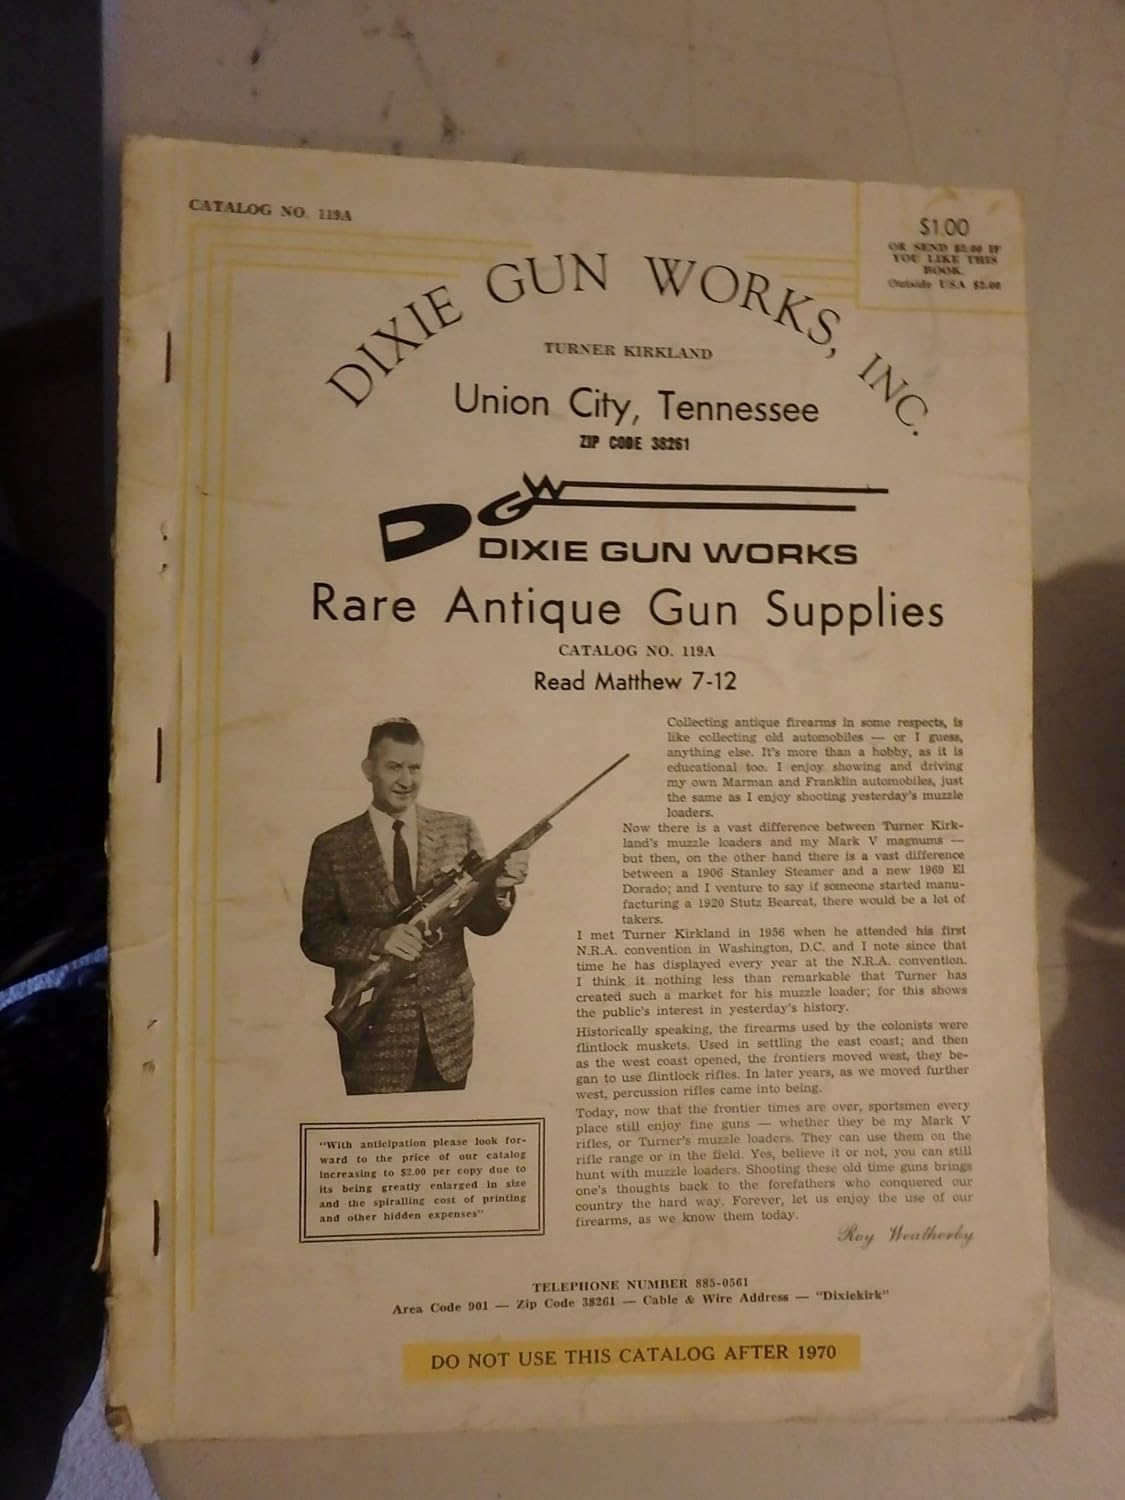 CATALOG NO. 119A
$1.00
OR SEND $2.00 IF
YOU LIKE THIS
BOOK.
Outside USA $2.00
DIXIE GUN WORKS, INC.
TURNER KIRKLAND
Union City, Tennessee
ZIP CODE 38261
DGW
DIXIE GUN WORKS
Rare Antique Gun Supplies
CATALOG NO. 119A
Read Matthew 7-12
Collecting antique firearms in some respects, is
like collecting old automobiles — or I guess,
anything else. It's more than a hobby, as it is
educational too. I enjoy showing and driving
my own Marman and Franklin automobiles, just
the same as I enjoy shooting yesterday's muzzle
loaders.
Now there is a vast difference between Turner Kirk-
land's muzzle loaders and my Mark V magnums —
but then, on the other hand there is a vast difference
between a 1906 Stanley Steamer and a new 1969 El
Dorado; and I venture to say if someone started manu-
facturing a 1920 Stutz Bearcat, there would be a lot of
takers.
I met Turner Kirkland in 1956 when he attended his first
N.R.A. convention in Washington, D.C. and I note since that
time he has displayed every year at the N.R.A. convention.
I think it nothing less than remarkable that Turner has
created such a market for his muzzle loader; for this shows
the public's interest in yesterday's history.
Historically speaking, the firearms used by the colonists were
flintlock muskets. Used in settling the east coast; and then
as the west coast opened, the frontiers moved west, they be-
gan to use flintlock rifles. In later years, as we moved further
west, percussion rifles came into being.
Today, now that the frontier times are over, sportsmen every
place still enjoy fine guns — whether they be my Mark V
rifles, or Turner's muzzle loaders. They can use them on the
rifle range or in the field. Yes, believe it or not, you can still
hunt with muzzle loaders. Shooting these old time guns brings
one's thoughts back to the forefathers who conquered our
country the hard way. Forever, let us enjoy the use of our
firearms, as we know them today.
Roy Weatherby
"With anticipation please look for-
ward to the price of our catalog
increasing to $2.00 per copy due to
its being greatly enlarged in size
and the spiralling cost of printing
and other hidden expenses"
TELEPHONE NUMBER 885-0561
Area Code 901 — Zip Code 38261 — Cable & Wire Address — "Dixiekirk"
DO NOT USE THIS CATALOG AFTER 1970